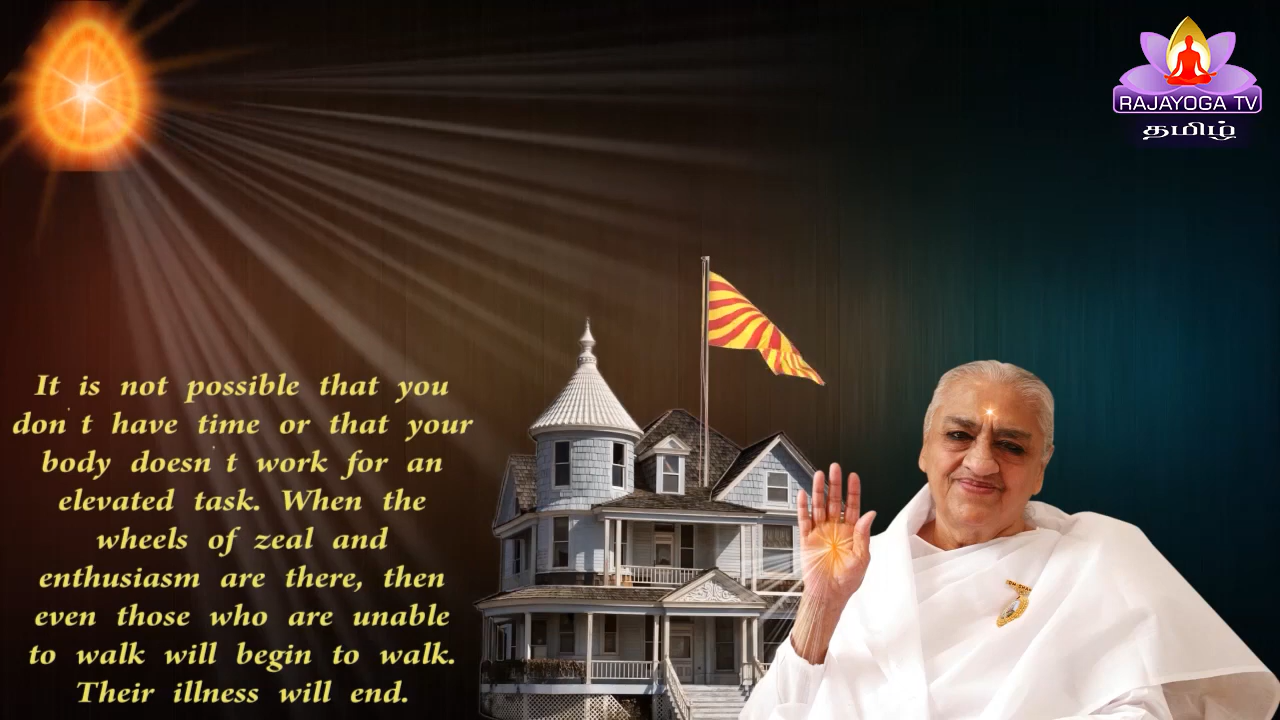 RAJAYOGA TV
தமிழ்
It is not possible that you
don't have time or that your
body doesn't work for an
elevated task. When the
wheels of zeal and
enthusiasm are there, then
even those who are unable
to walk will begin to walk.
Their illness will end.